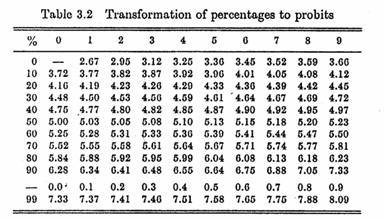 Table 3.2 Transformation of percentages to probits
% 0 1 2 3 4 5 6 7 8 9
0 — 2.67 2.95 3.12 3.25 3.36 3.45 3.52 3.59 3.66
10 3.72 3.77 3.82 3.87 3.92 3.96 4.01 4.05 4.08 4.12
20 4.16 4.19 4.23 4.26 4.29 4.33 4.36 4.39 4.42 4.45
30 4.48 4.50 4.53 4.56 4.59 4.61 4.64 4.67 4.69 4.72
40 4.75 4.77 4.80 4.82 4.85 4.87 4.90 4.92 4.95 4.97
50 5.00 5.03 5.05 5.08 5.10 5.13 5.15 5.18 5.20 5.23
60 5.25 5.28 5.31 5.33 5.36 5.39 5.41 5.44 5.47 5.50
70 5.52 5.55 5.58 5.61 5.64 5.67 5.71 5.74 5.77 5.81
80 5.84 5.88 5.92 5.95 5.99 6.04 6.08 6.13 6.18 6.23
90 6.28 6.34 6.41 6.48 6.55 6.64 6.75 6.88 7.05 7.33
— 0.0 0.1 0.2 0.3 0.4 0.5 0.6 0.7 0.8 0.9
99 7.33 7.37 7.41 7.46 7.51 7.58 7.65 7.75 7.88 8.09